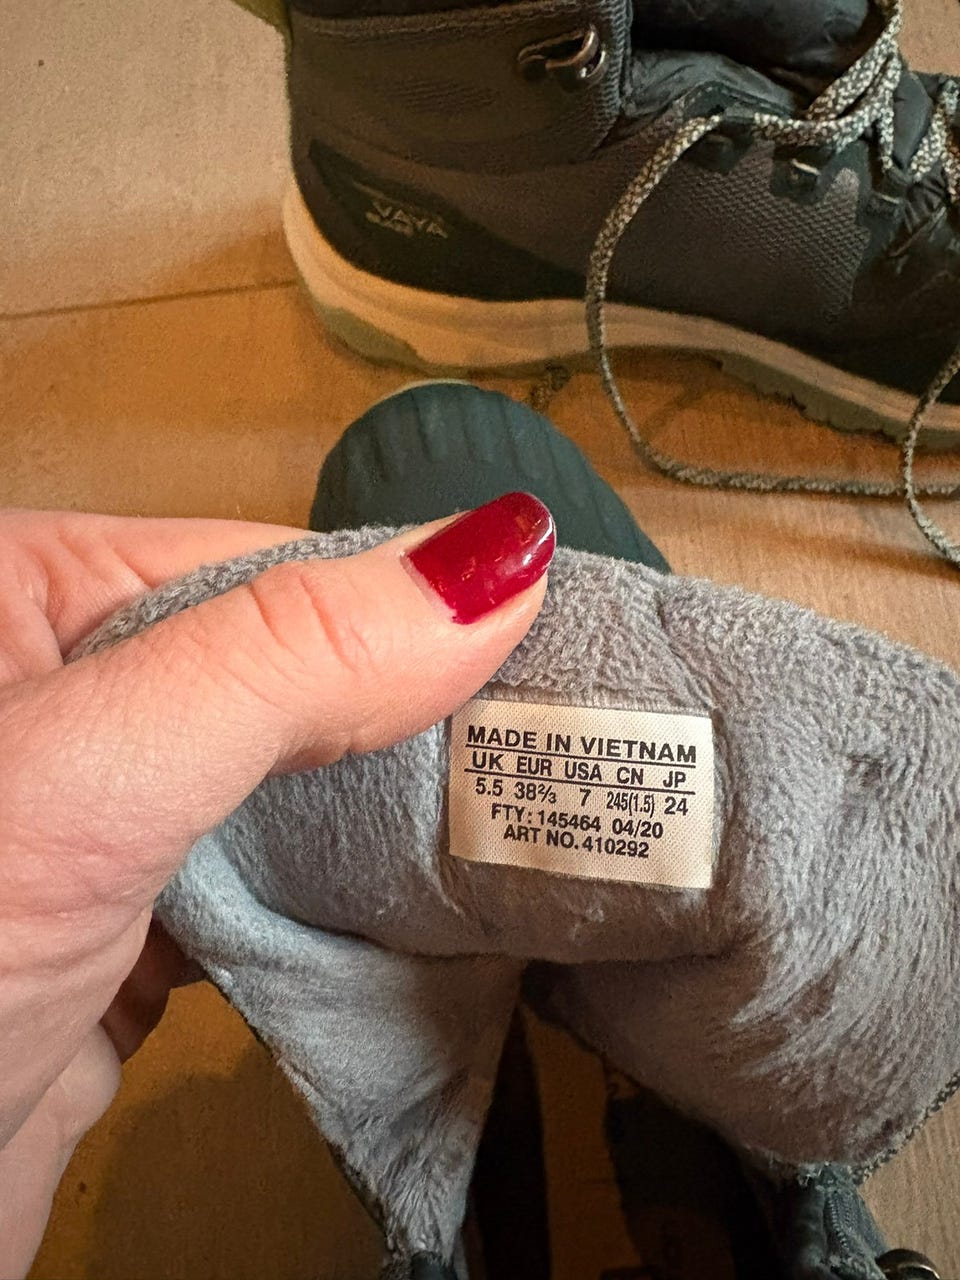 VAYA
MADE IN VIETNAM
UK EUR USA CN JP
5.5 38⅔ 7 245(1.5) 24
FTY: 145464 04/20
ART NO. 410292